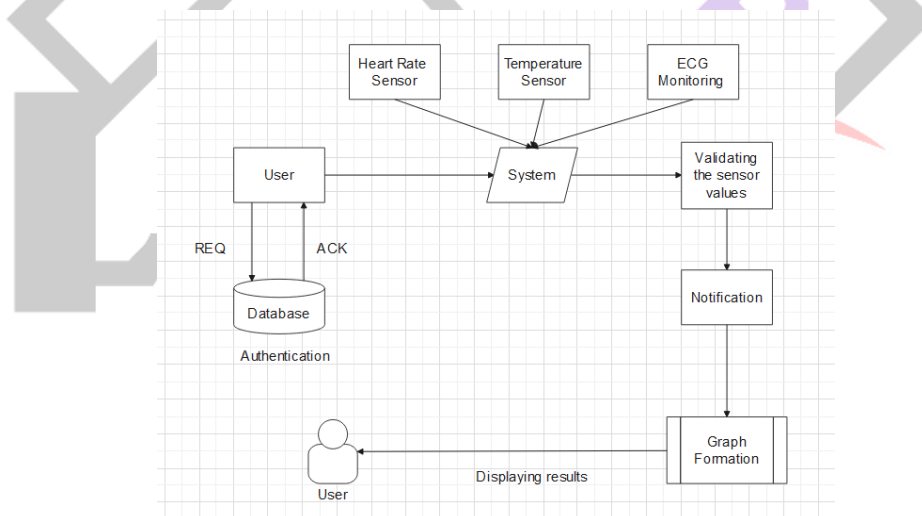 Heart Rate
Sensor
Temperature
Sensor
ECG
Monitoring
User
System
Validating
the sensor
values
REQ
ACK
Database
Notification
Authentication
Graph
Formation
Displaying results
User